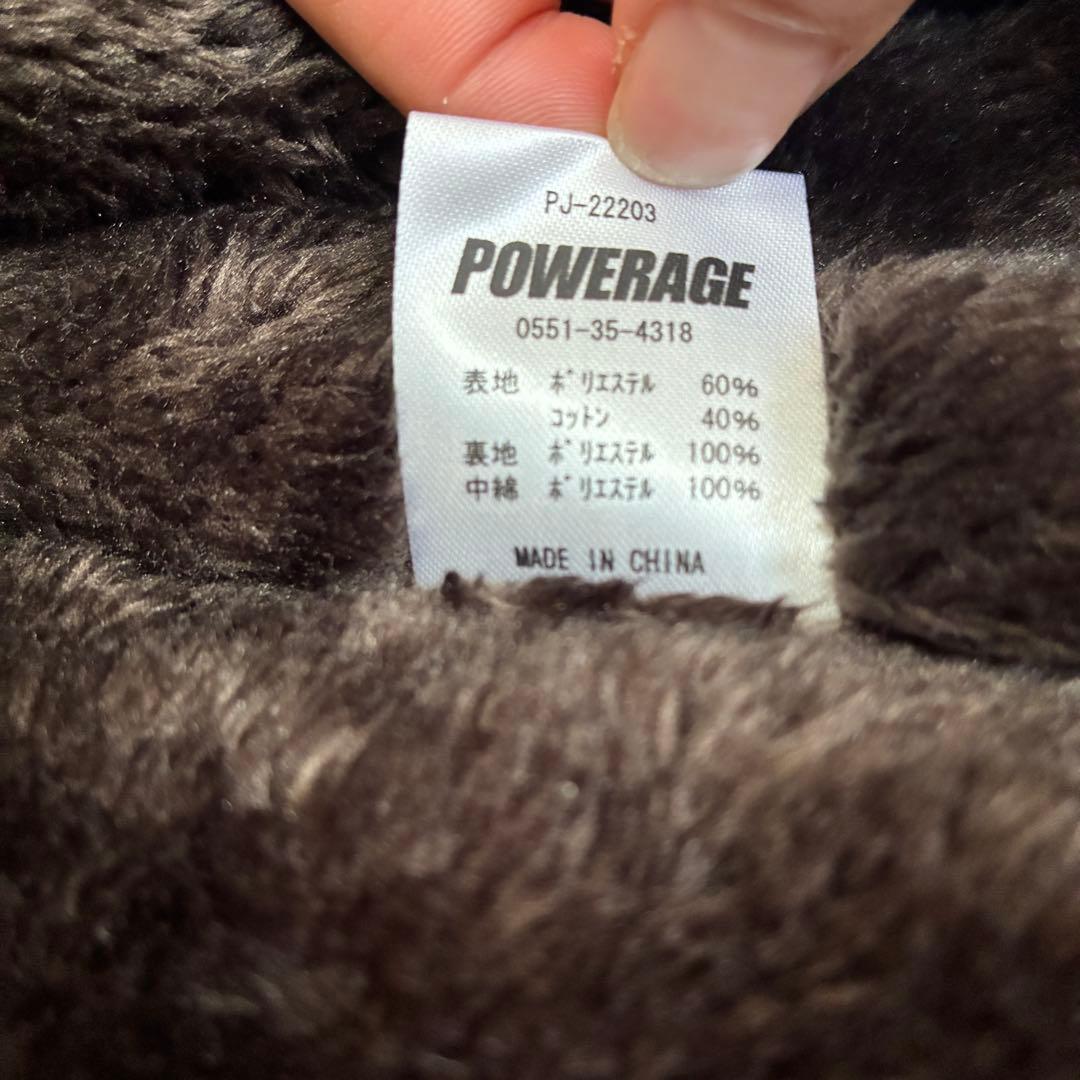 PJ-22203
POWERAGE
0551-35-4318
表地 ﾎﾟﾘｴｽﾃﾙ 60%
ｺｯﾄﾝ 40%
裏地 ﾎﾟﾘｴｽﾃﾙ 100%
中綿 ﾎﾟﾘｴｽﾃﾙ 100%
MADE IN CHINA